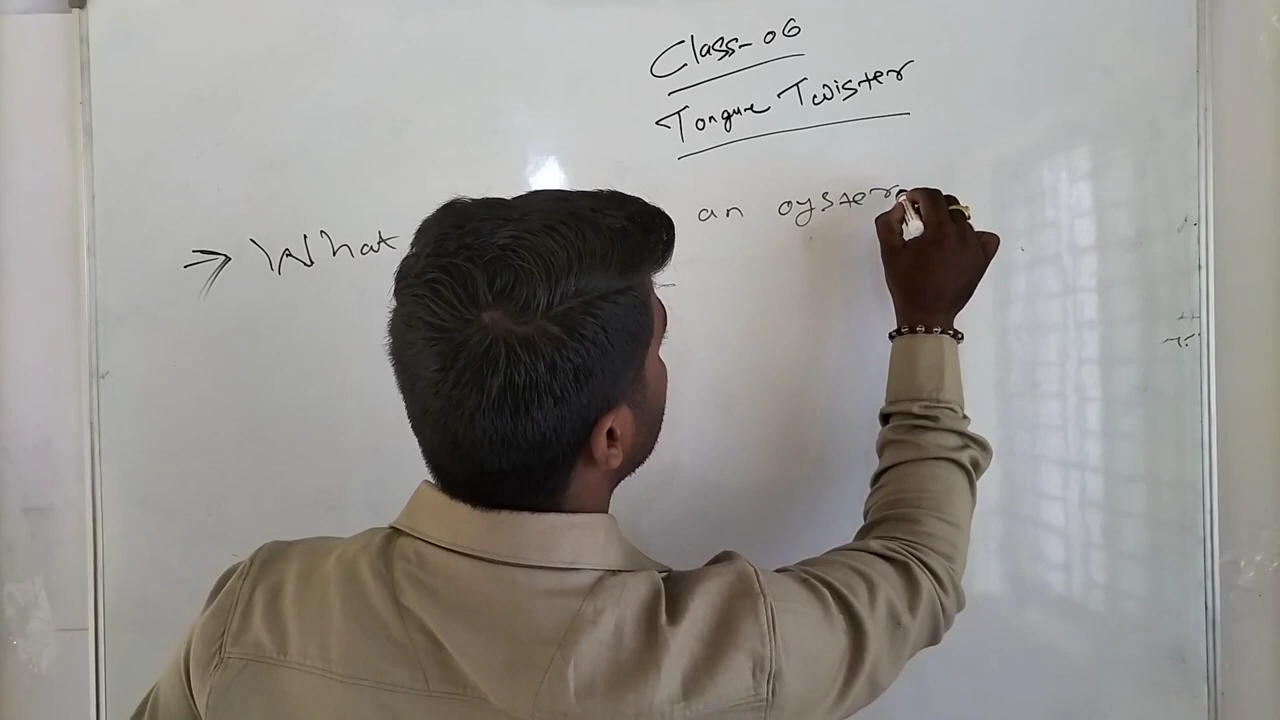 Class-06
Tongue Twister
→ What an oyster